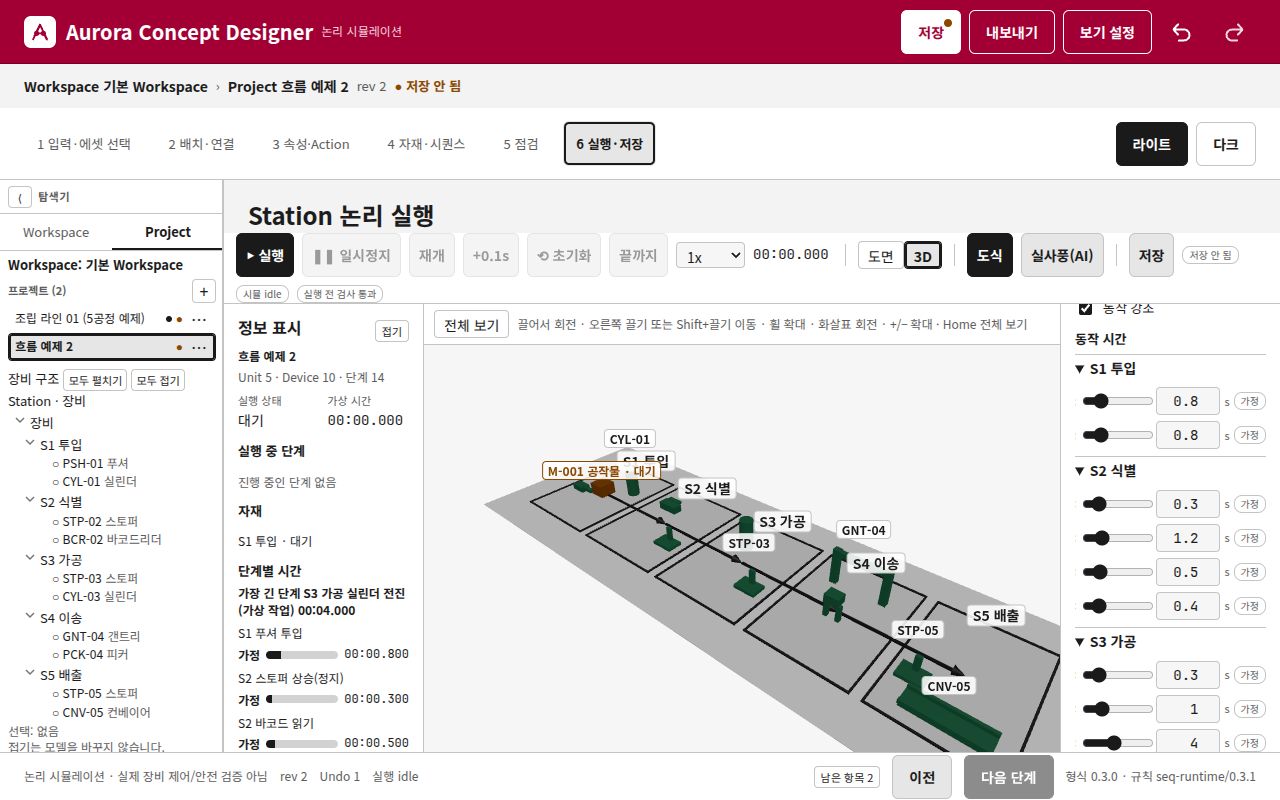 Aurora Concept Designer 논리 시뮬레이션
저장 내보내기 보기 설정
Workspace 기본 Workspace › Project 흐름 예제 2 rev 2 ● 저장 안 됨
1 입력·에셋 선택 2 배치·연결 3 속성·Action 4 자재·시퀀스 5 점검 6 실행·저장
라이트 다크
탐색기
Workspace Project
Workspace: 기본 Workspace
프로젝트 (2) +
조립 라인 01 (5공정 예제) ● ● ···
흐름 예제 2 ● ···
장비 구조 모두 펼치기 모두 접기
Station · 장비
장비
S1 투입
○ PSH-01 푸셔
○ CYL-01 실린더
S2 식별
○ STP-02 스토퍼
○ BCR-02 바코드리더
S3 가공
○ STP-03 스토퍼
○ CYL-03 실린더
S4 이송
○ GNT-04 갠트리
○ PCK-04 피커
S5 배출
○ STP-05 스토퍼
○ CNV-05 컨베이어
선택: 없음
접기는 모델을 바꾸지 않습니다.
Station 논리 실행
▸ 실행 ❚❚ 일시정지 재개 +0.1s ⟲ 초기화 끝까지 1x 00:00.000 도면 3D 도식 실사풍(AI) 저장 저장 안 됨
시뮬 idle 실행 전 검사 통과
정보 표시 접기
흐름 예제 2
Unit 5 · Device 10 · 단계 14
실행 상태 가상 시간
대기 00:00.000
실행 중 단계
진행 중인 단계 없음
자재
S1 투입 · 대기
단계별 시간
가장 긴 단계 S3 가공 실린더 전진
(가상 작업) 00:04.000
S1 푸셔 투입
가정 00:00.800
S2 스토퍼 상승(정지)
가정 00:00.300
S2 바코드 읽기
가정 00:00.500
전체 보기 끌어서 회전 · 오른쪽 끌기 또는 Shift+끌기 이동 · 휠 확대 · 화살표 회전 · +/− 확대 · Home 전체 보기
CYL-01
S1 투입
M-001 공작물 · 대기
S2 식별
S3 가공
GNT-04
STP-03
S4 이송
S5 배출
STP-05
CNV-05
동작 강조
동작 시간
▼ S1 투입
0.8 s 가정
0.8 s 가정
▼ S2 식별
0.3 s 가정
1.2 s 가정
0.5 s 가정
0.4 s 가정
▼ S3 가공
0.3 s 가정
1 s 가정
4 s 가정
논리 시뮬레이션 · 실제 장비 제어/안전 검증 아님 rev 2 Undo 1 실행 idle
남은 항목 2 이전 다음 단계 형식 0.3.0 · 규칙 seq-runtime/0.3.1